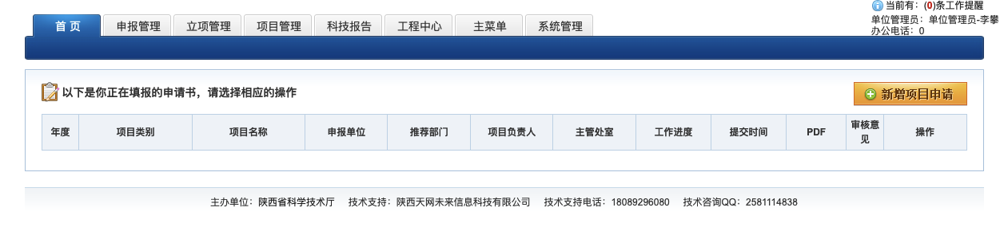 当前有：(0)条工作提醒
单位管理员：单位管理员-李攀
办公电话：0
首 页
申报管理
立项管理
项目管理
科技报告
工程中心
主菜单
系统管理
以下是你正在填报的申请书，请选择相应的操作
新增项目申请
年度
项目类别
项目名称
申报单位
推荐部门
项目负责人
主管处室
工作进度
提交时间
PDF
审核意
见
操作
主办单位：陕西省科学技术厅 技术支持：陕西天网未来信息科技有限公司 技术支持电话：18089296080 技术咨询QQ：2581114838